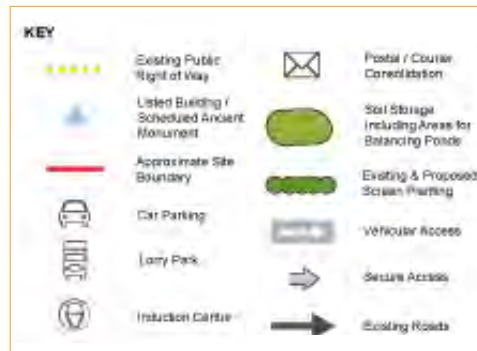 KEY
Existing Public
Right of Way
Listed Building /
Scheduled Ancient
Monument
Approximate Site
Boundary
Car Parking
Lorry Park
Induction Centre
Postal / Courier
Consolidation
Soil Storage
Including Areas for
Balancing Ponds
Existing & Proposed
Screen Planting
Vehicular Access
Secure Access
Existing Roads